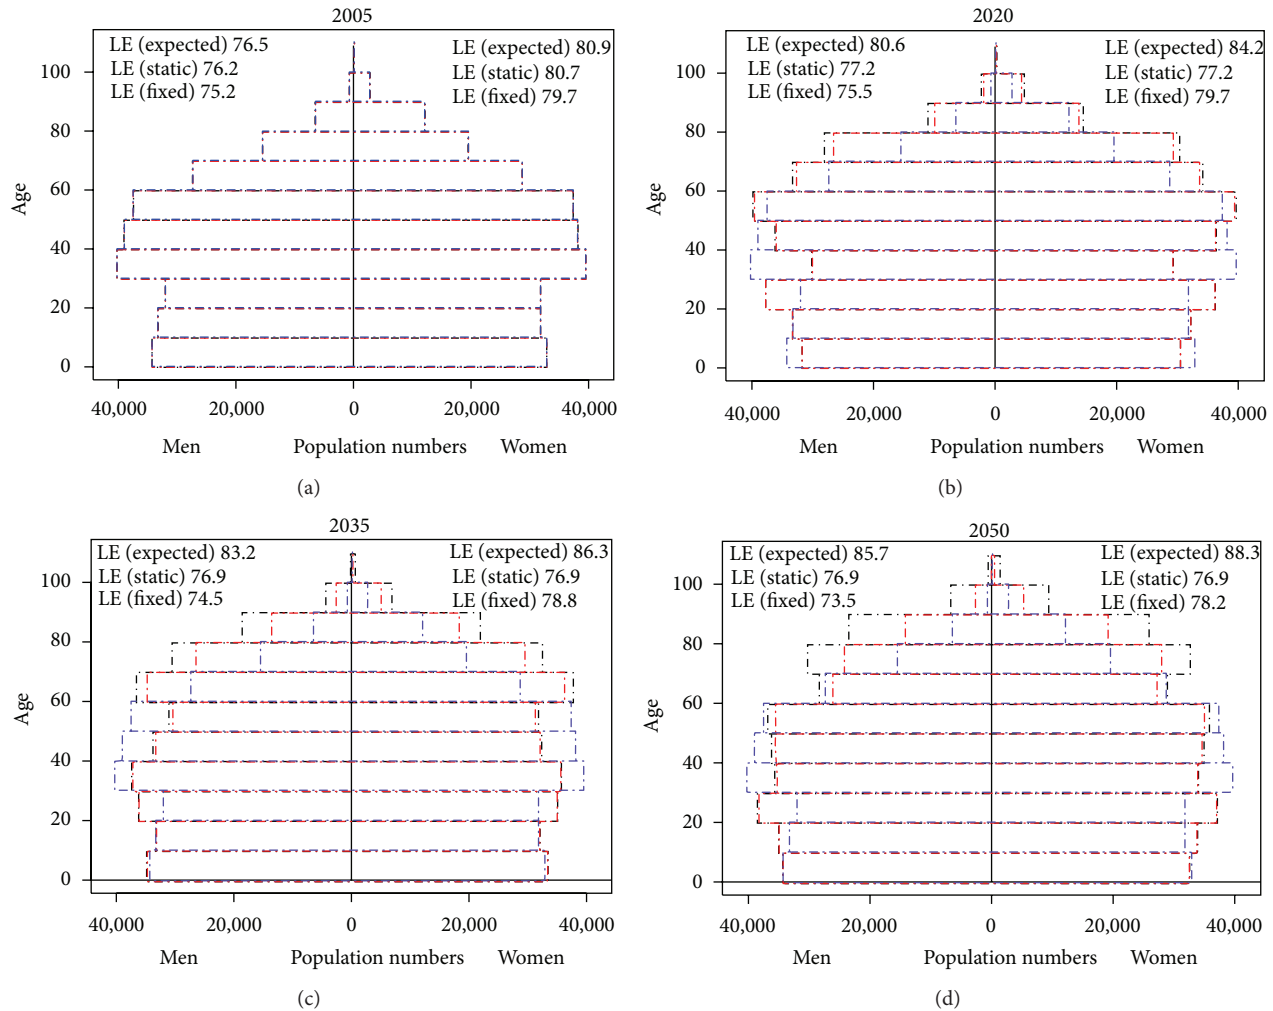 2005
LE (expected) 76.5
LE (static) 76.2
LE (fixed) 75.2
LE (expected) 80.9
LE (static) 80.7
LE (fixed) 79.7
Age
100
80
60
40
20
0
40,000 20,000 0 20,000 40,000
Men Population numbers Women
(a)
2020
LE (expected) 80.6
LE (static) 77.2
LE (fixed) 75.5
LE (expected) 84.2
LE (static) 77.2
LE (fixed) 79.7
Age
100
80
60
40
20
0
40,000 20,000 0 20,000 40,000
Men Population numbers Women
(b)
2035
LE (expected) 83.2
LE (static) 76.9
LE (fixed) 74.5
LE (expected) 86.3
LE (static) 76.9
LE (fixed) 78.8
Age
100
80
60
40
20
0
40,000 20,000 0 20,000 40,000
Men Population numbers Women
(c)
2050
LE (expected) 85.7
LE (static) 76.9
LE (fixed) 73.5
LE (expected) 88.3
LE (static) 76.9
LE (fixed) 78.2
Age
100
80
60
40
20
0
40,000 20,000 0 20,000 40,000
Men Population numbers Women
(d)